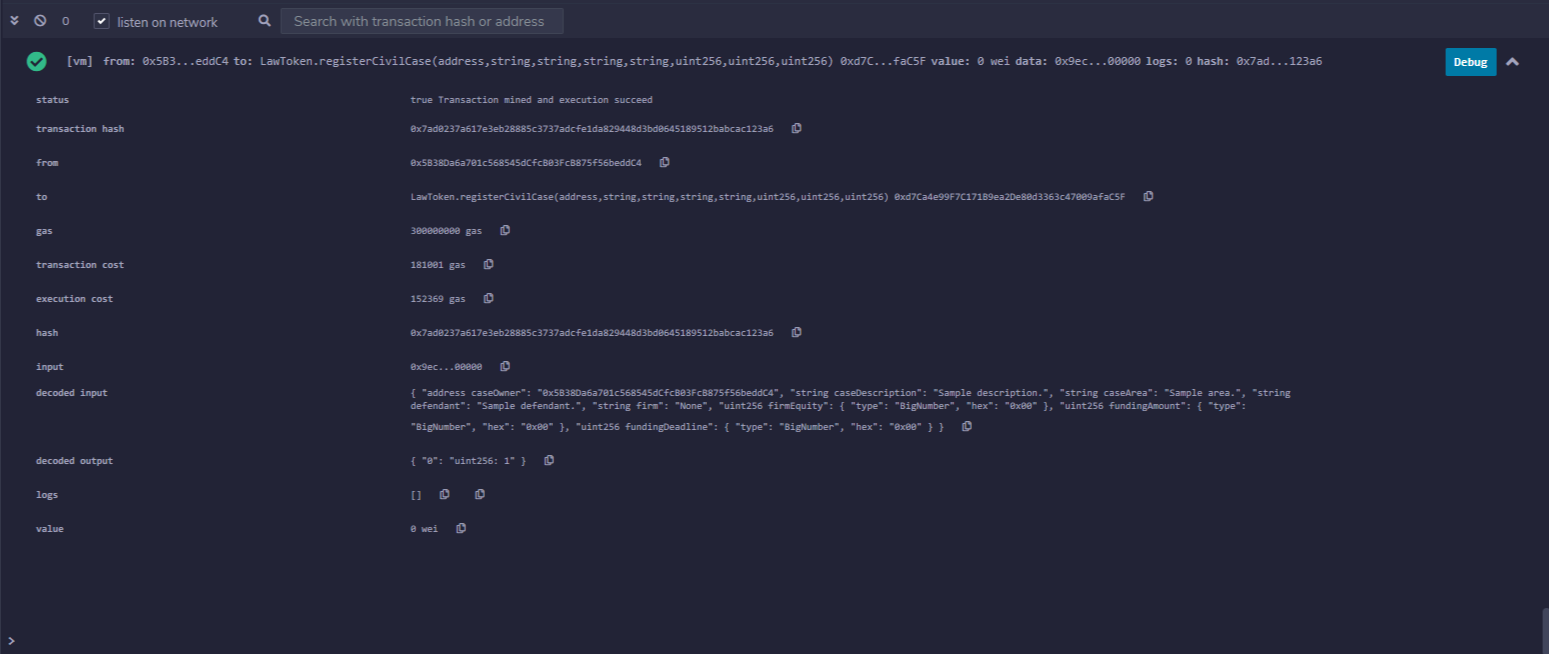 0 listen on network Search with transaction hash or address
[vm] from: 0x5B3...eddC4 to: LawToken.registerCivilCase(address,string,string,string,string,uint256,uint256,uint256) 0xd7C...faC5F value: 0 wei data: 0x9ec...00000 logs: 0 hash: 0x7ad...123a6 Debug
status true Transaction mined and execution succeed
transaction hash 0x7ad0237a617e3eb28885c3737adcfe1da829448d3bd0645189512babcac123a6
from 0x5B38Da6a701c568545dCfcB03FcB875f56beddC4
to LawToken.registerCivilCase(address,string,string,string,string,uint256,uint256,uint256) 0xd7Ca4e99F7C171B9ea2De80d3363c47009afaC5F
gas 300000000 gas
transaction cost 181001 gas
execution cost 152369 gas
hash 0x7ad0237a617e3eb28885c3737adcfe1da829448d3bd0645189512babcac123a6
input 0x9ec...00000
decoded input { "address caseOwner": "0x5B38Da6a701c568545dCfcB03FcB875f56beddC4", "string caseDescription": "Sample description.", "string caseArea": "Sample area.", "string
defendant": "Sample defendant.", "string firm": "None", "uint256 firmEquity": { "type": "BigNumber", "hex": "0x00" }, "uint256 fundingAmount": { "type":
"BigNumber", "hex": "0x00" }, "uint256 fundingDeadline": { "type": "BigNumber", "hex": "0x00" } }
decoded output { "0": "uint256: 1" }
logs []
value 0 wei
>